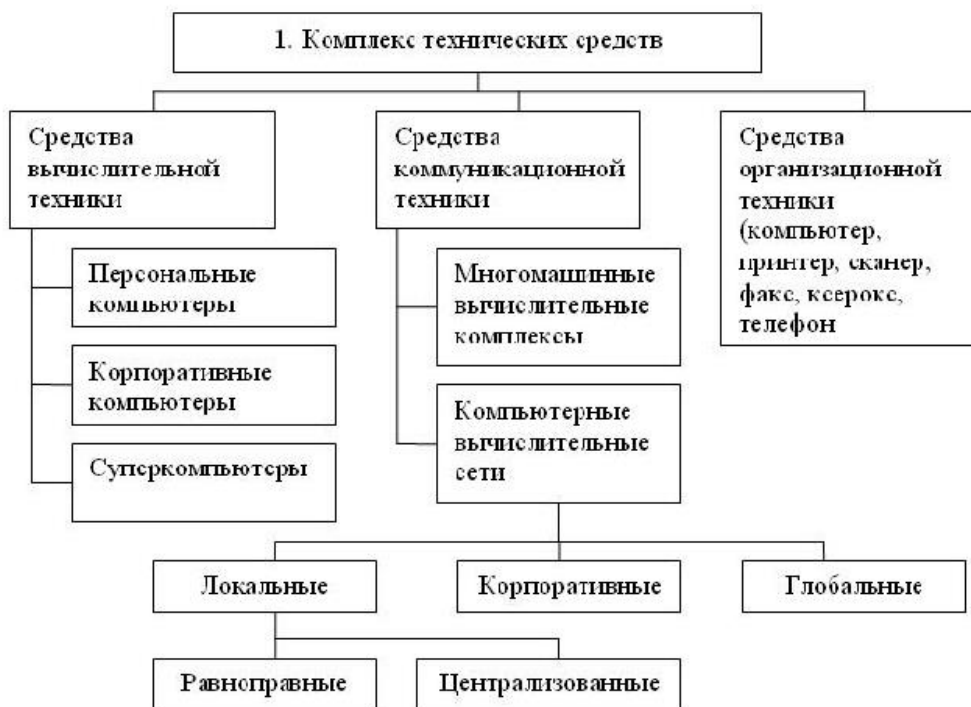 1. Комплекс технических средств
Средства
вычислительной
техники
Персональные
компьютеры
Корпоративные
компьютеры
Суперкомпьютеры
Средства
коммуникационной
техники
Многомашинные
вычислительные
комплексы
Компьютерные
вычислительные
сети
Средства
организационной
техники
(компьютер,
принтер, сканер,
факс, ксерокс,
телефон
Локальные
Корпоративные
Глобальные
Равноправные
Централизованные